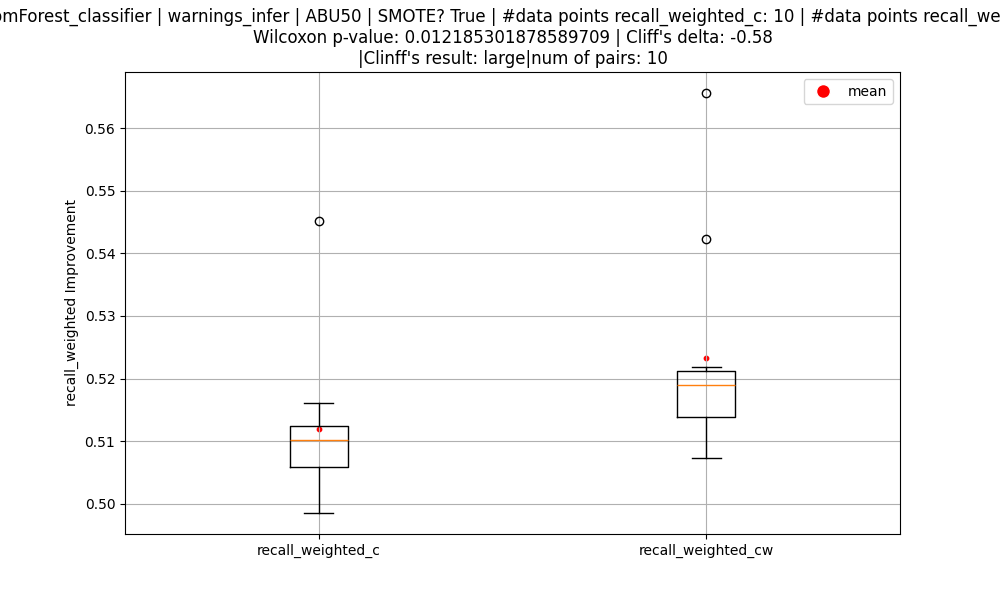 omForest_classifier | warnings_infer | ABU50 | SMOTE? True | #data points recall_weighted_c: 10 | #data points recall_we
Wilcoxon p-value: 0.012185301878589709 | Cliff's delta: -0.58
|Clinff's result: large|num of pairs: 10
mean
0.56
0.55
0.54
0.53
0.52
0.51
0.50
recall_weighted Improvement
recall_weighted_c
recall_weighted_cw